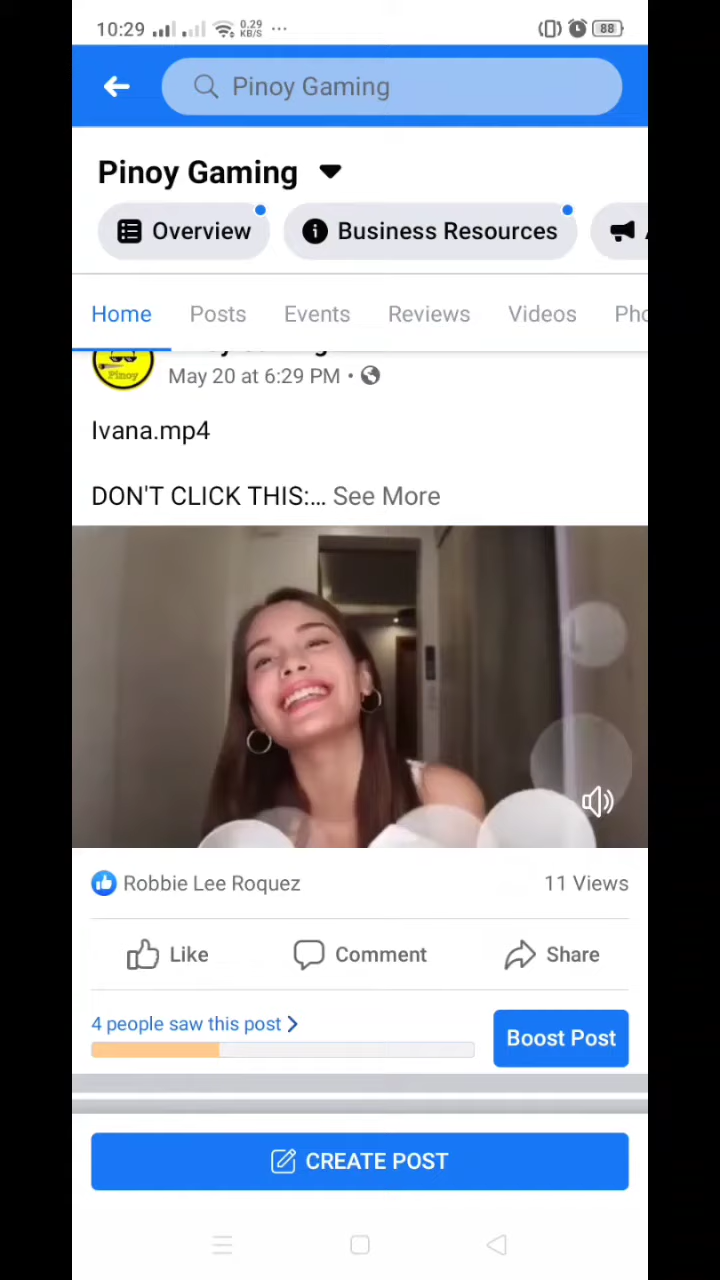 10:29 0.29 KB/S ... 88
Pinoy Gaming
Pinoy Gaming
Overview
Business Resources
Home Posts Events Reviews Videos Pho
Pinoy
May 20 at 6:29 PM •
Ivana.mp4
DON'T CLICK THIS:... See More
Robbie Lee Roquez 11 Views
Like Comment Share
4 people saw this post
Boost Post
CREATE POST